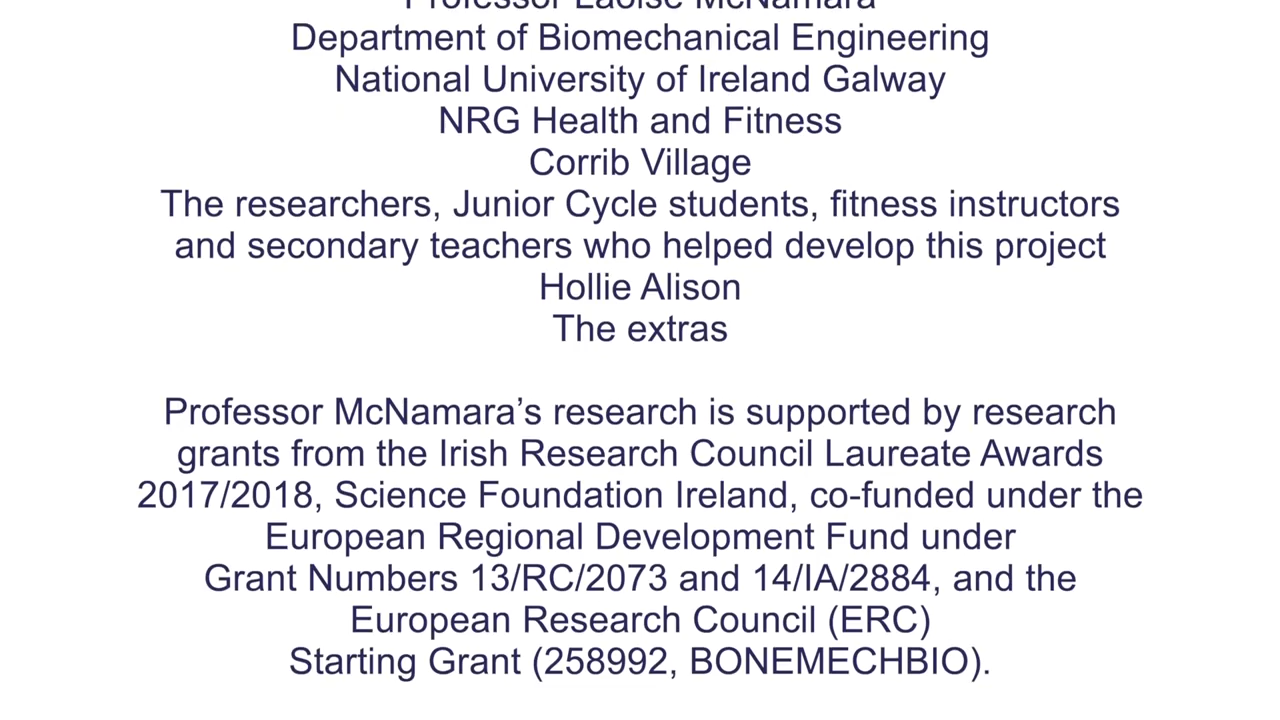 Professor Laoise McNamara
Department of Biomechanical Engineering
National University of Ireland Galway
NRG Health and Fitness
Corrib Village
The researchers, Junior Cycle students, fitness instructors
and secondary teachers who helped develop this project
Hollie Alison
The extras
Professor McNamara’s research is supported by research
grants from the Irish Research Council Laureate Awards
2017/2018, Science Foundation Ireland, co-funded under the
European Regional Development Fund under
Grant Numbers 13/RC/2073 and 14/IA/2884, and the
European Research Council (ERC)
Starting Grant (258992, BONEMECHBIO).